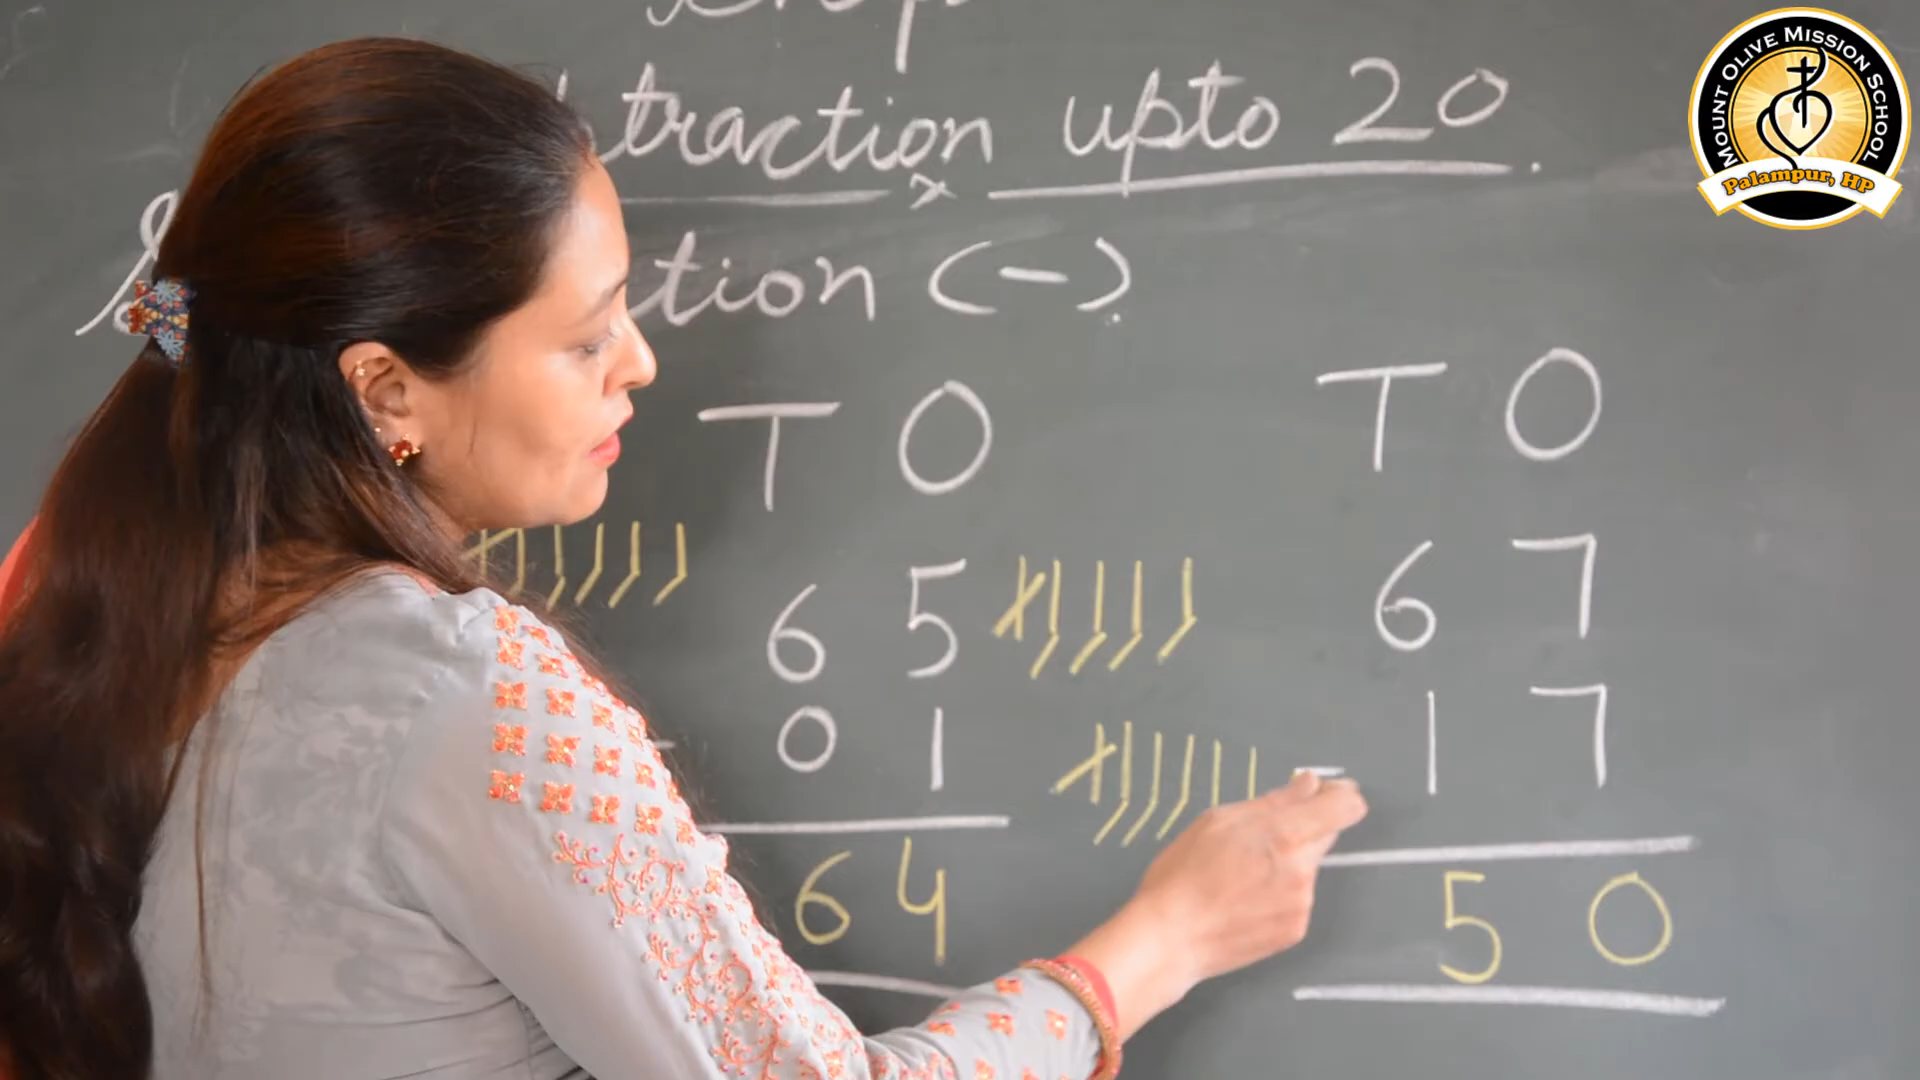 traction upto 20.
tion (-)
T O
6 5
0 1
6 4
T O
6 7
- 1 7
5 0
MOUNT OLIVE MISSION SCHOOL
Palampur, HP